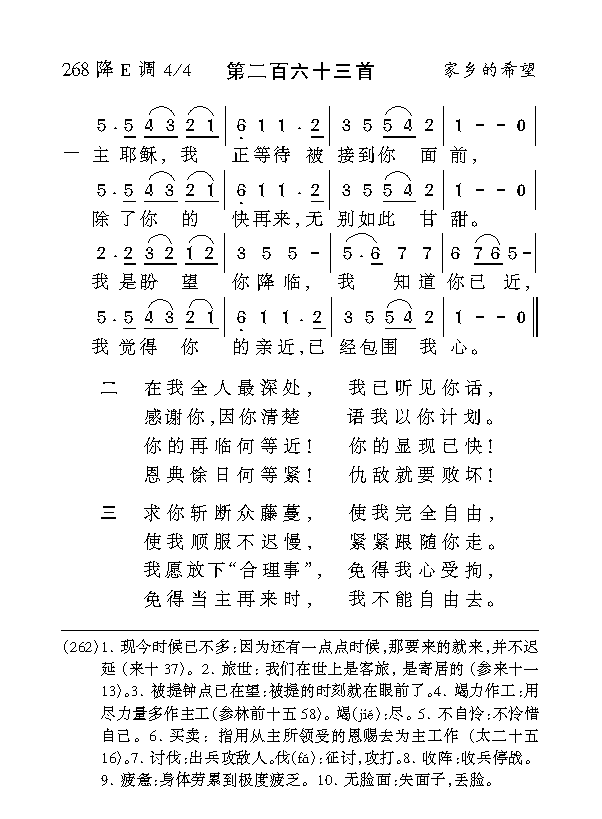 268 降 E 调 4/4 第二百六十三首 家乡的希望
5 · 5 4 3 2 1 | 6 1 1 · 2 | 3 5 5 4 2 | 1 - - 0 |
一 主 耶稣, 我 正等待 被 接到你 面 前,
5 · 5 4 3 2 1 | 6 1 1 · 2 | 3 5 5 4 2 | 1 - - 0 |
除 了你 的 快再来,无 别如此 甘 甜。
2 · 2 3 2 1 2 | 3 5 5 - | 5 · 6 7 7 | 6 7 6 5 - |
我 是盼 望 你 降 临, 我 知 道 你已 近,
5 · 5 4 3 2 1 | 6 1 1 · 2 | 3 5 5 4 2 | 1 - - 0 ‖
我 觉得 你 的亲近,已 经包围 我 心。
二 在我全人最深处, 我已听见你话,
感谢你,因你清楚 语我以你计划。
你的再临何等近! 你的显现已快!
恩典馀日何等紧! 仇敌就要败坏!
三 求你斩断众藤蔓, 使我完全自由,
使我顺服不迟慢, 紧紧跟随你走。
我愿放下“合理事”, 免得我心受拘,
免得当主再来时, 我不能自由去。
(262)1. 现今时候已不多:因为还有一点点时候,那要来的就来,并不迟
延 (来十 37)。 2. 旅世: 我们在世上是客旅, 是寄居的 (参来十一
13)。3. 被提钟点已在望:被提的时刻就在眼前了。4. 竭力作工:用
尽力量多作主工(参林前十五 58)。 竭(jié):尽。5. 不自怜:不怜惜
自己。 6. 买卖: 指用从主所领受的恩赐去为主工作 (太二十五
16)。7. 讨伐:出兵攻敌人。伐(fá):征讨,攻打。8. 收阵:收兵停战。
9. 疲惫:身体劳累到极度疲乏。 10. 无脸面:失面子,丢脸。